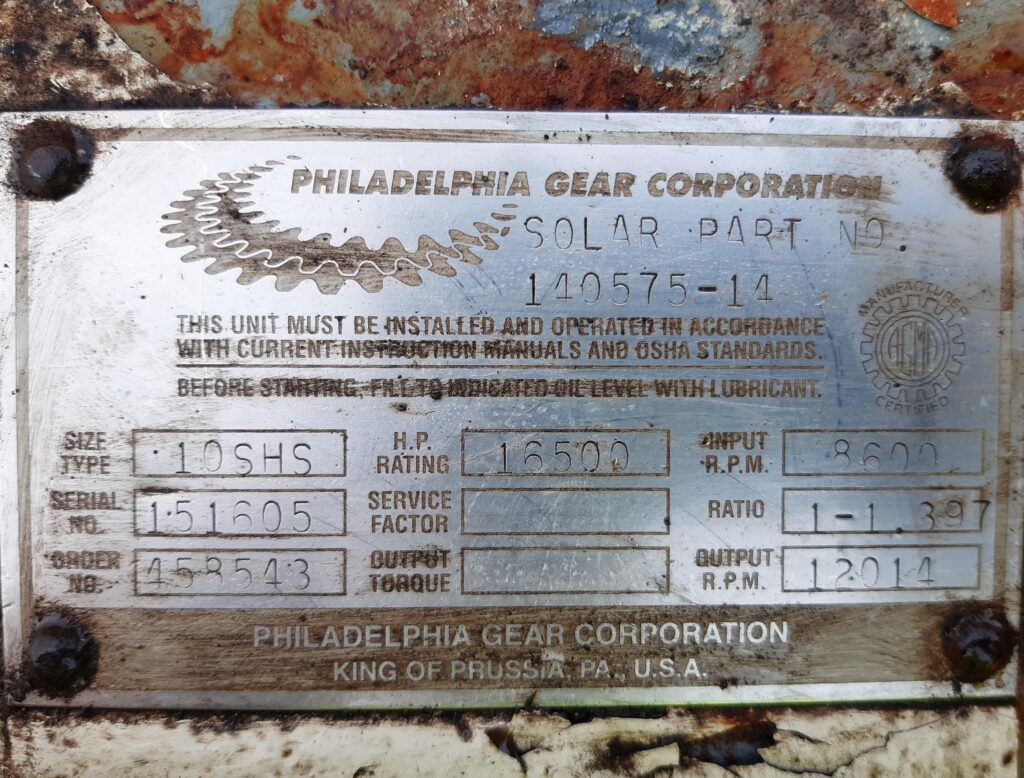 PHILADELPHIA GEAR CORPORATION
SOLAR PART NO.
140575-14
THIS UNIT MUST BE INSTALLED AND OPERATED IN ACCORDANCE
WITH CURRENT INSTRUCTION MANUALS AND OSHA STANDARDS.
BEFORE STARTING, FILL TO INDICATED OIL LEVEL WITH LUBRICANT.
MANUFACTURER
AGMA
CERTIFIED
SIZE TYPE 10SHS H.P. RATING 16500 INPUT R.P.M. 8600
SERIAL NO. 151605 SERVICE FACTOR RATIO 1-1.397
ORDER NO. 458543 OUTPUT TORQUE OUTPUT R.P.M. 12014
PHILADELPHIA GEAR CORPORATION
KING OF PRUSSIA, PA., U.S.A.